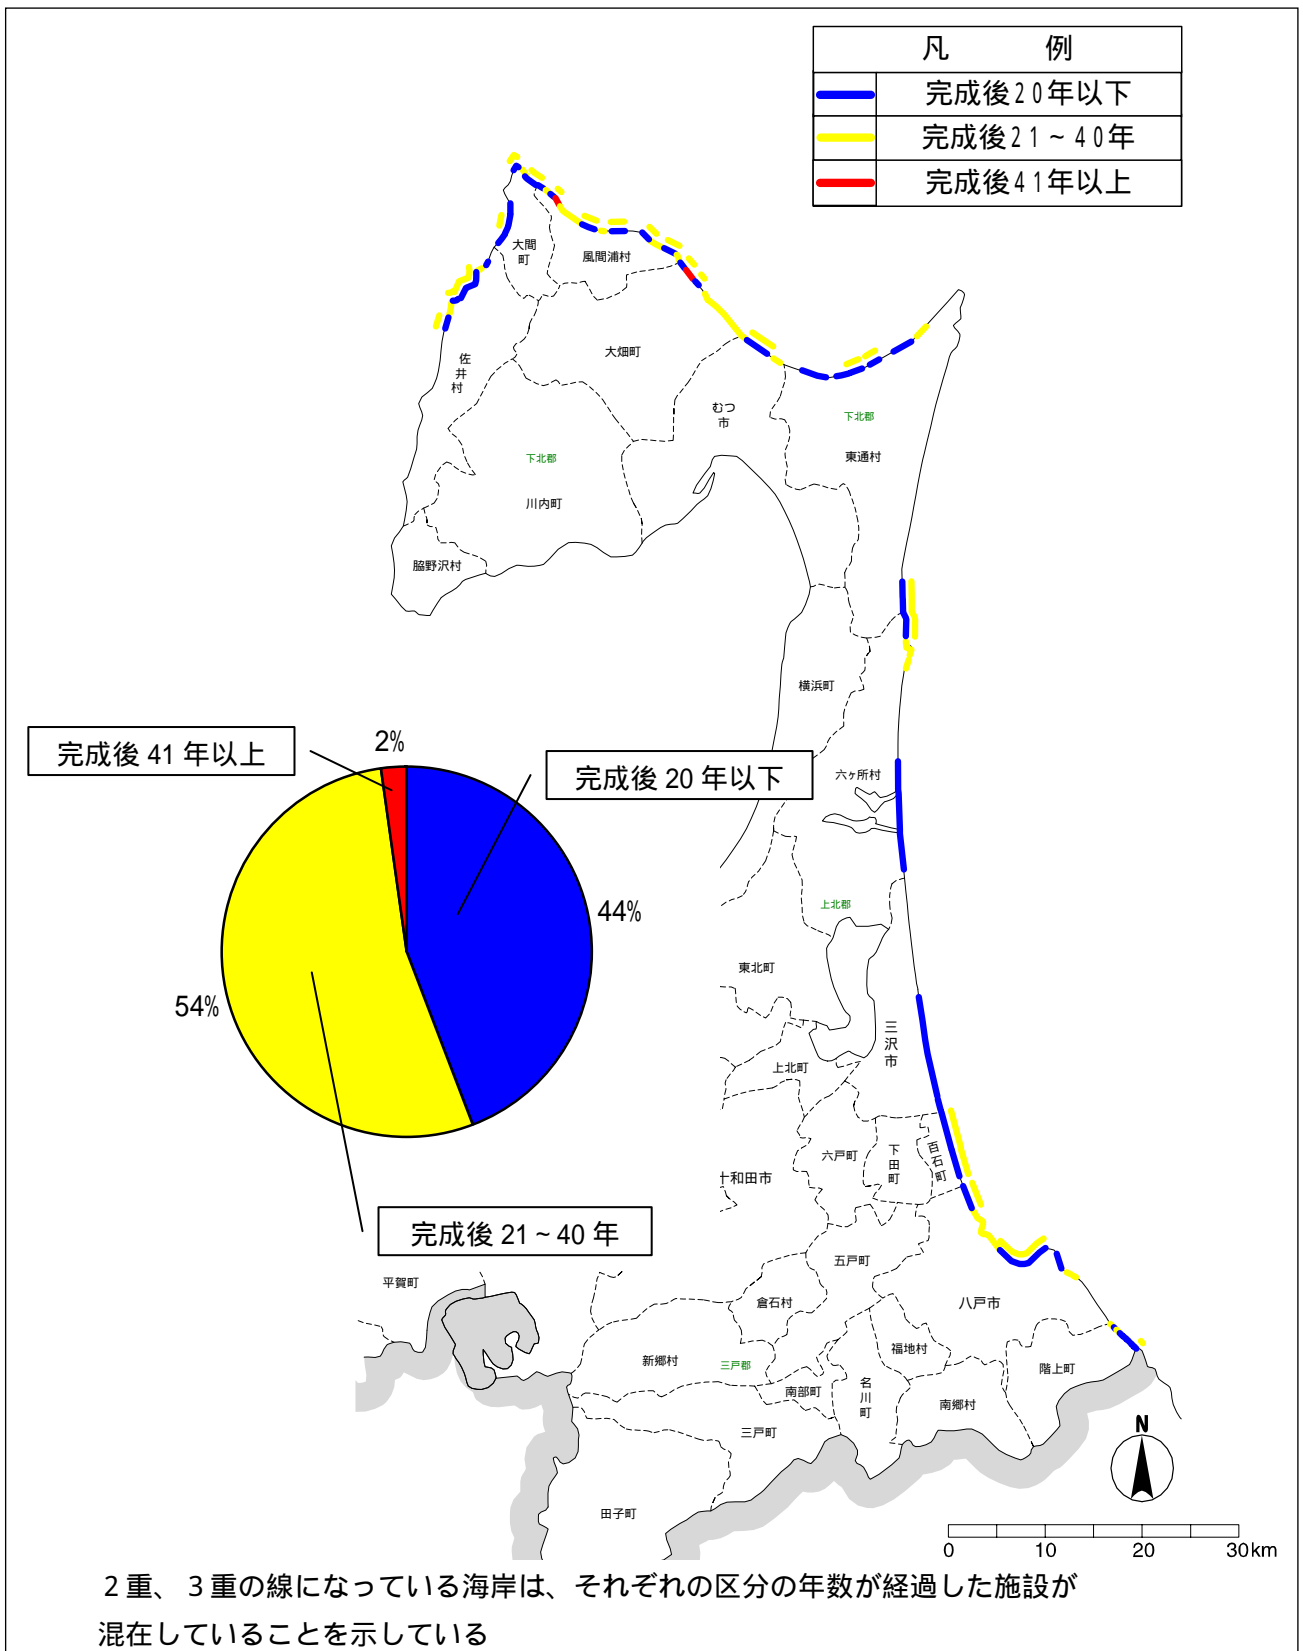 凡　例
完成後20年以下
完成後21~40年
完成後41年以上
大間
町
風間浦村
佐
井
村
大畑町
むつ
市
下北郡
東通村
下北郡
川内町
脇野沢村
横浜町
完成後 41 年以上
2%
完成後 20 年以下
六ヶ所村
44%
上北郡
東北町
54%
三
沢
市
上北町
六戸町
下
田
町
百
石
町
十和田市
完成後 21~40 年
五戸町
平賀町
倉石村
八戸市
福地村
新郷村
三戸郡
階上町
南部町
名
川
町
南郷村
三戸町
N
田子町
0 10 20 30km
2重、3重の線になっている海岸は、それぞれの区分の年数が経過した施設が
混在していることを示している